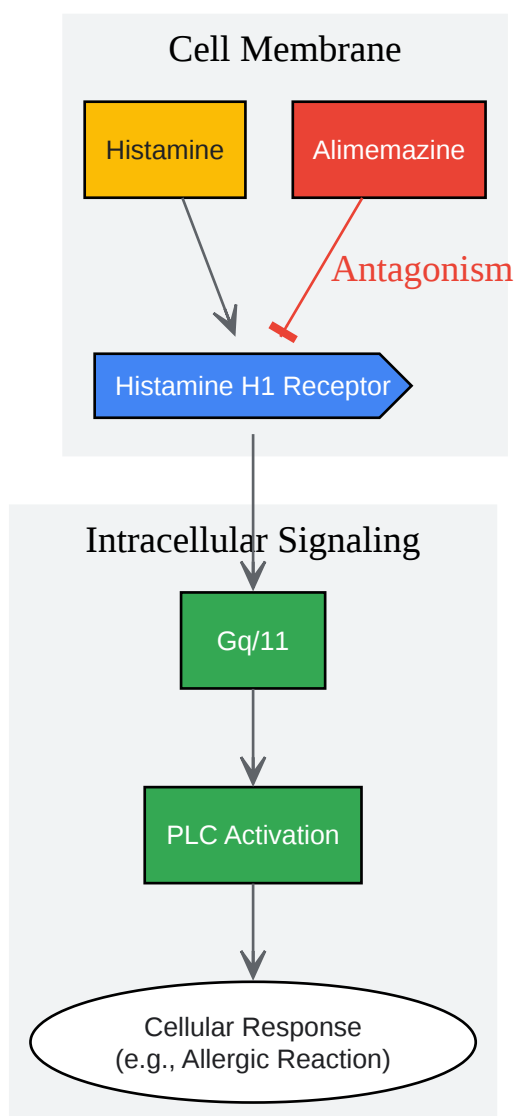 Cell Membrane
Histamine
Alimemazine
Antagonism
Histamine H1 Receptor
Intracellular Signaling
Gq/11
PLC Activation
Cellular Response
(e.g., Allergic Reaction)